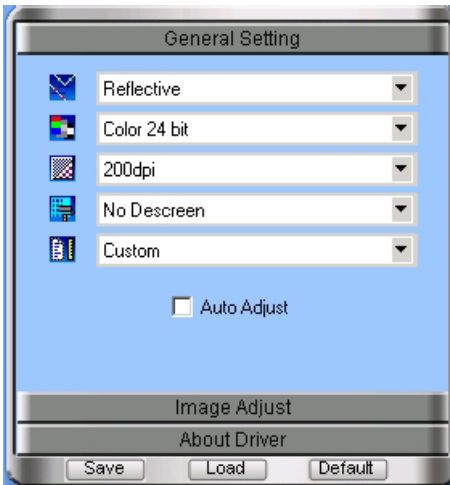 General Setting
Reflective
Color 24 bit
200dpi
No Descreen
Custom
Auto Adjust
Image Adjust
About Driver
Save Load Default